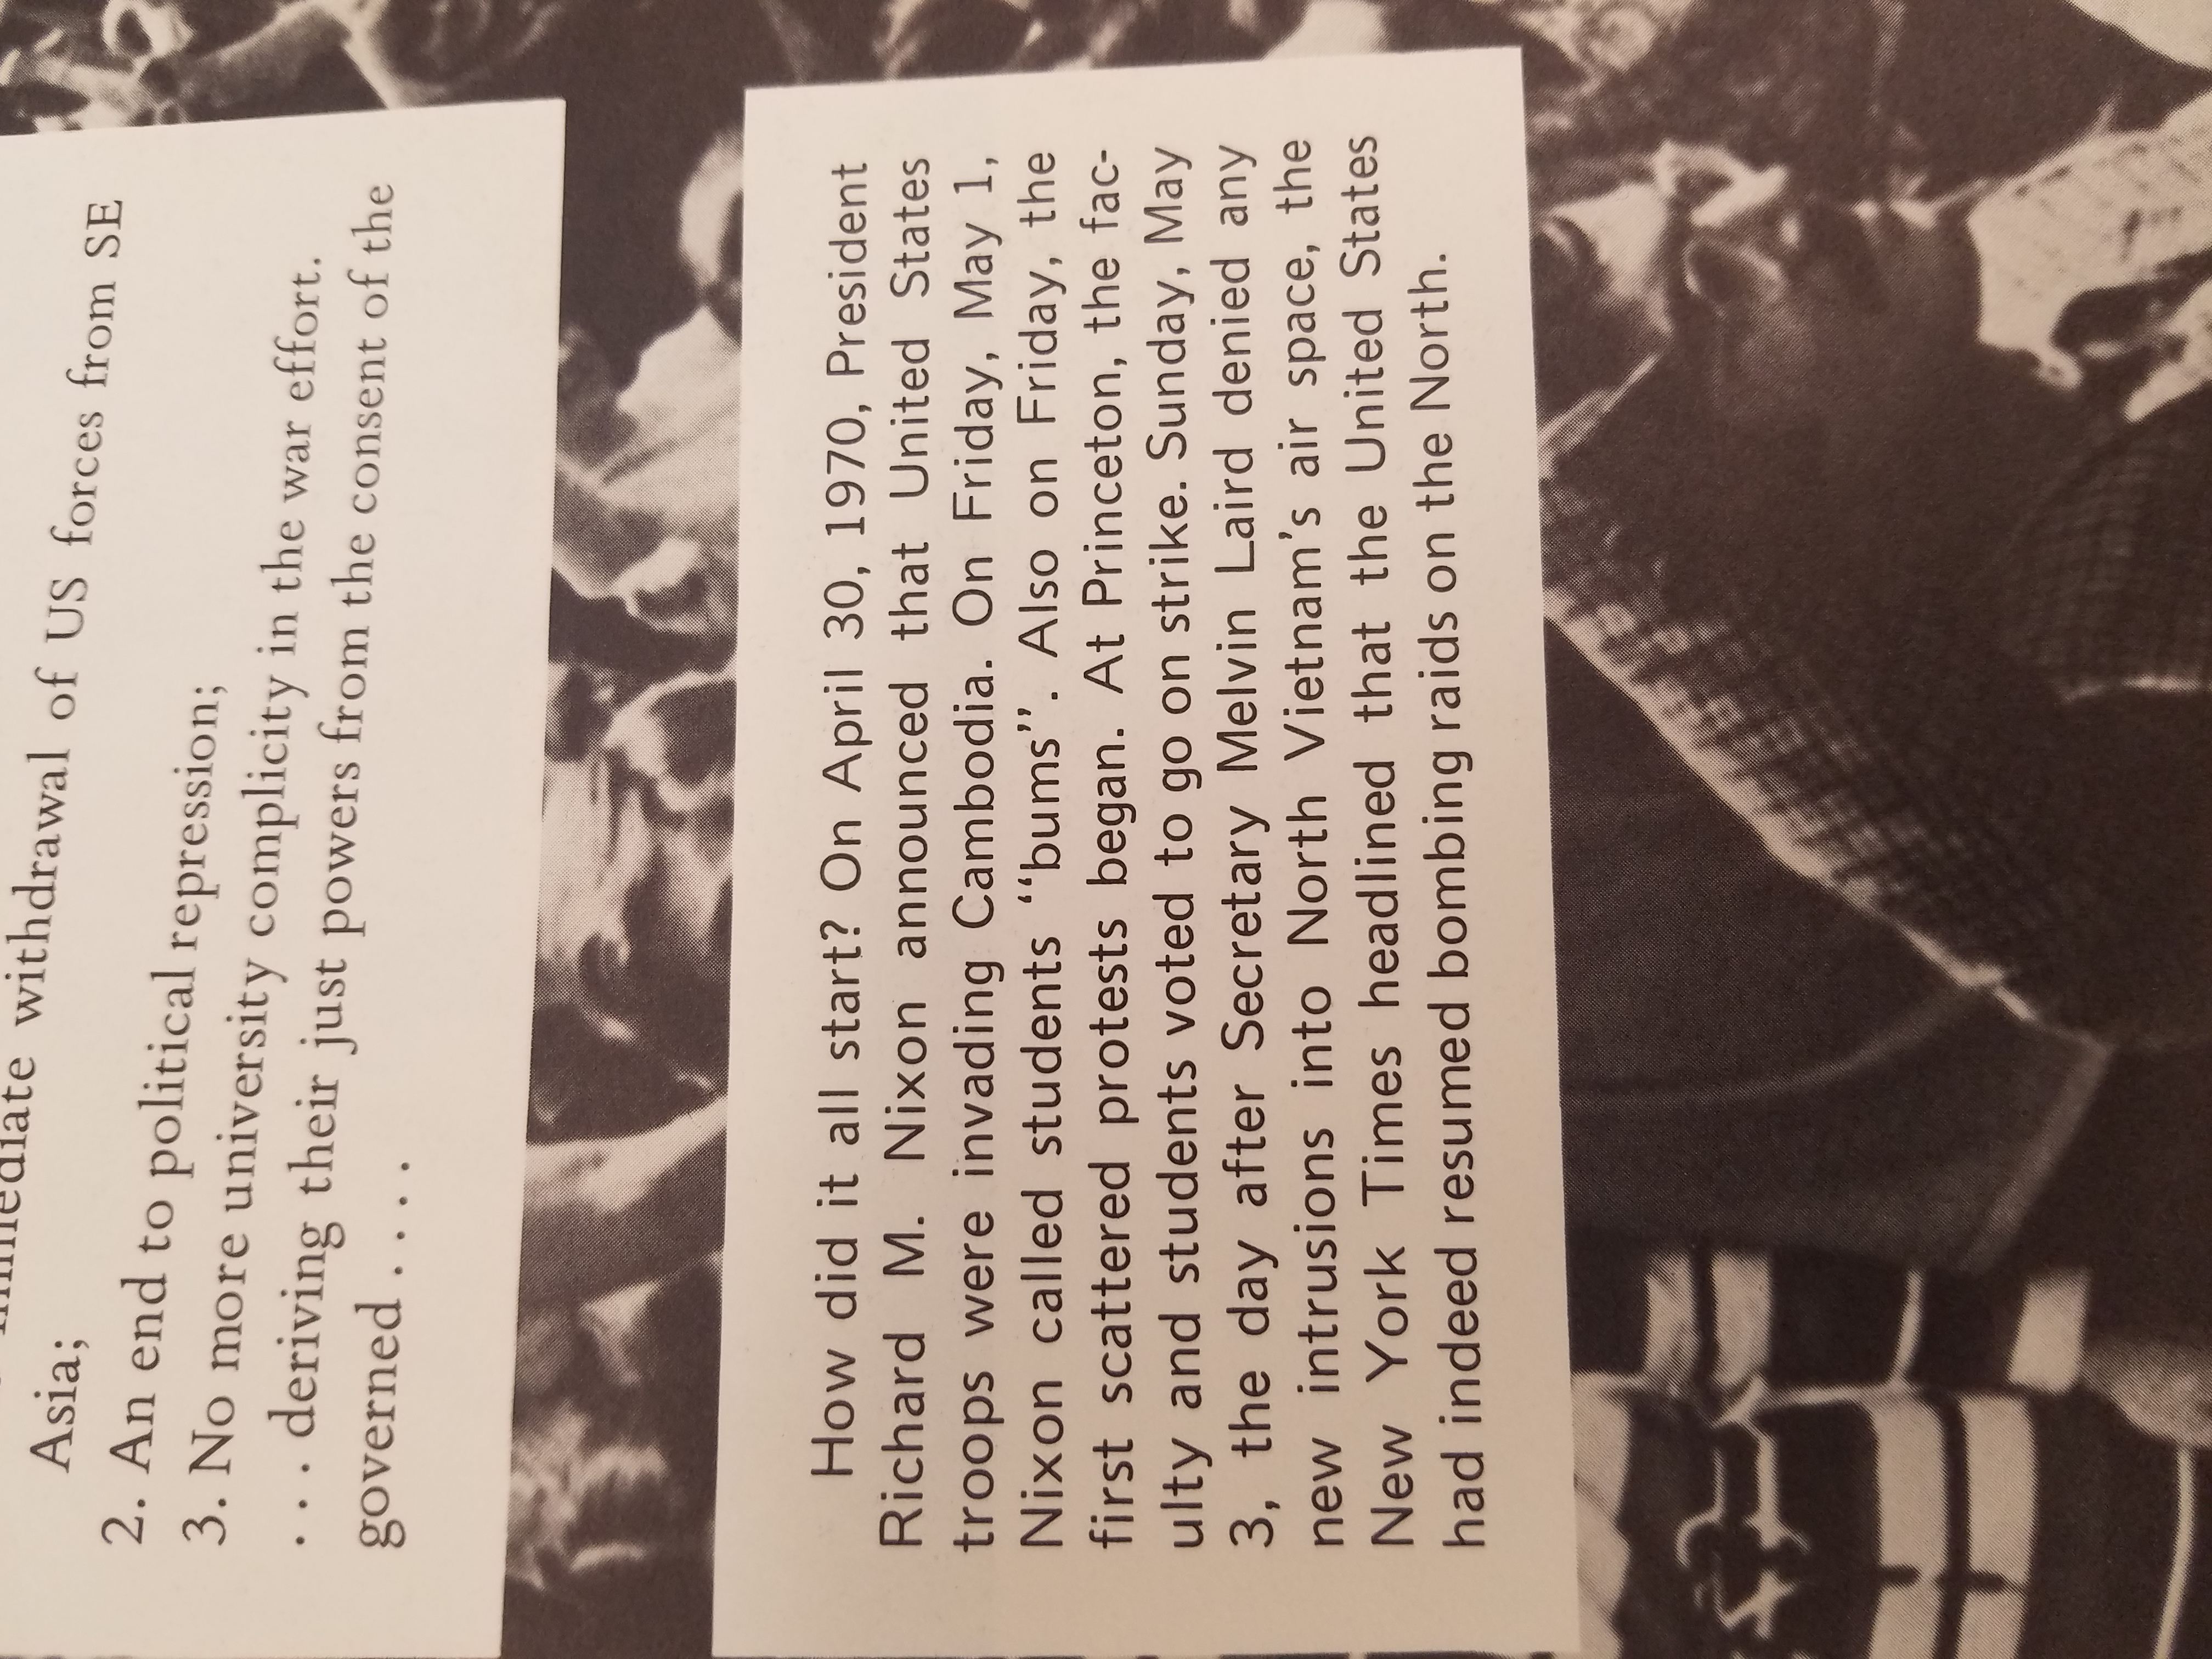 immediate withdrawal of US forces from SE
Asia;
2. An end to political repression;
3. No more university complicity in the war effort.
. . . deriving their just powers from the consent of the
governed . . . .
How did it all start? On April 30, 1970, President
Richard M. Nixon announced that United States
troops were invading Cambodia. On Friday, May 1,
Nixon called students “bums”. Also on Friday, the
first scattered protests began. At Princeton, the fac-
ulty and students voted to go on strike. Sunday, May
3, the day after Secretary Melvin Laird denied any
new intrusions into North Vietnam’s air space, the
New York Times headlined that the United States
had indeed resumed bombing raids on the North.